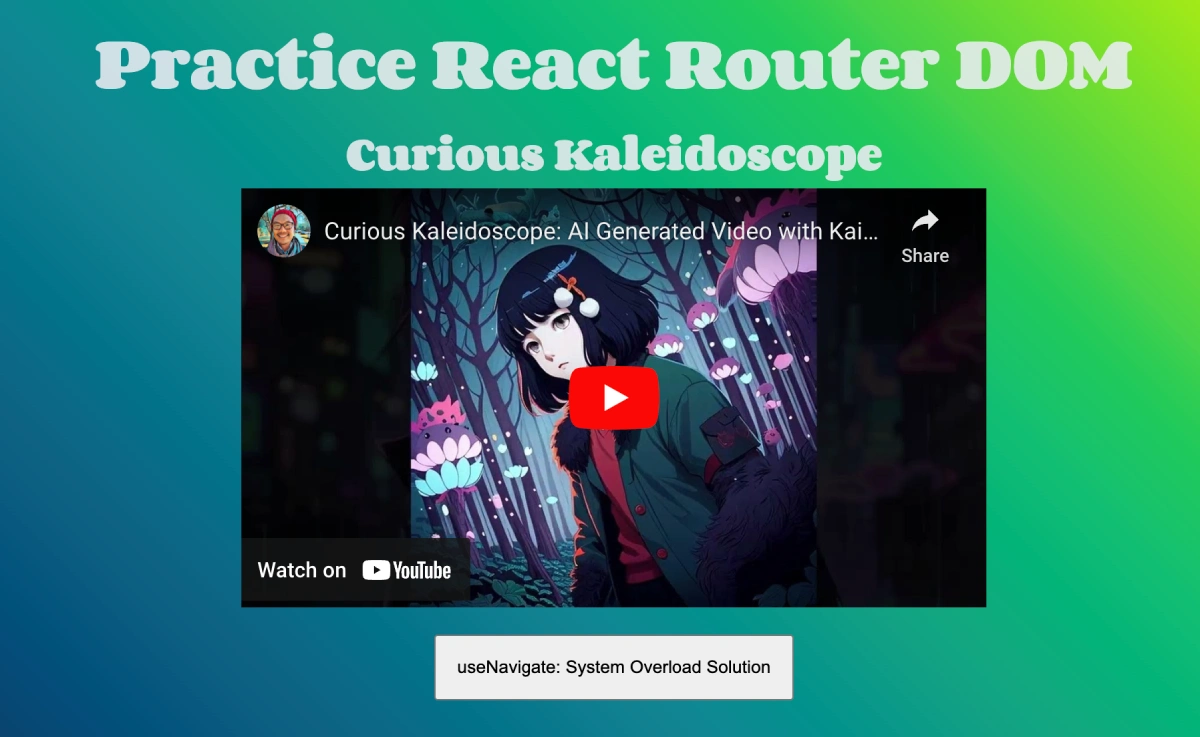 Practice React Router DOM
Curious Kaleidoscope
Curious Kaleidoscope: AI Generated Video with Kai...
Share
Watch on YouTube
useNavigate: System Overload Solution